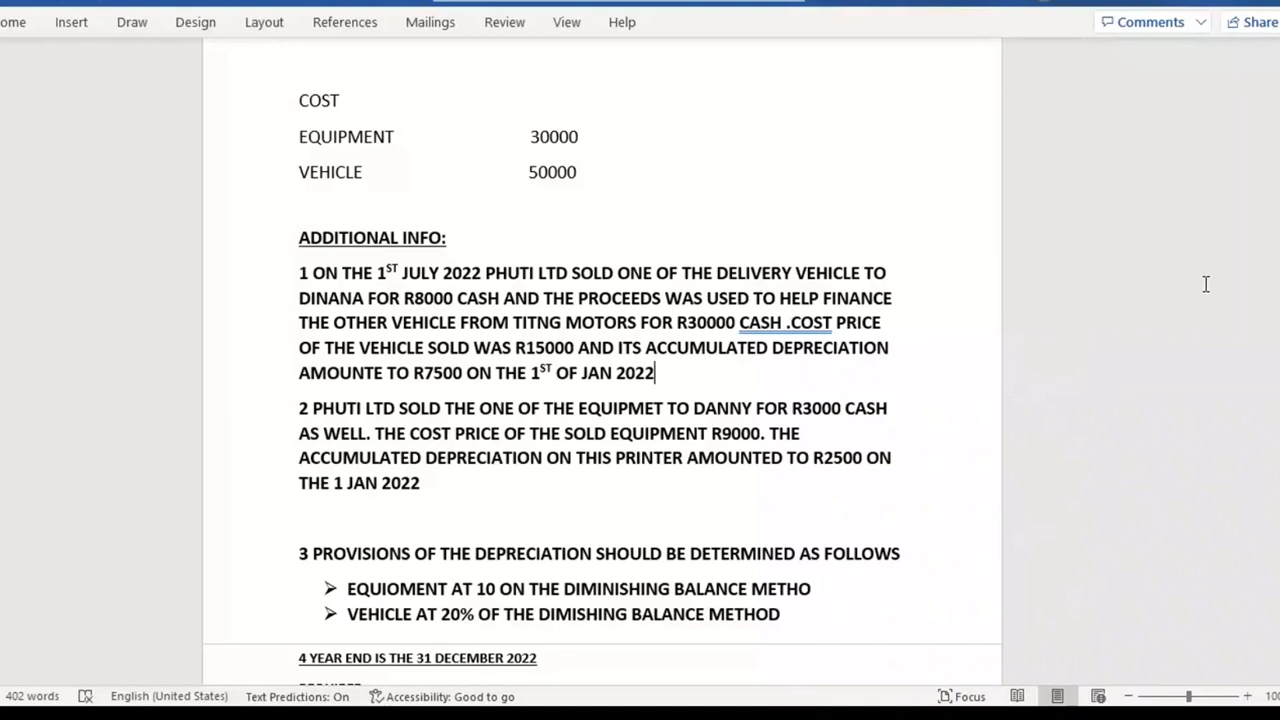 ome Insert Draw Design Layout References Mailings Review View Help Comments Share
COST
EQUIPMENT 30000
VEHICLE 50000
ADDITIONAL INFO:
1 ON THE 1ST JULY 2022 PHUTI LTD SOLD ONE OF THE DELIVERY VEHICLE TO
DINANA FOR R8000 CASH AND THE PROCEEDS WAS USED TO HELP FINANCE
THE OTHER VEHICLE FROM TITNG MOTORS FOR R30000 CASH .COST PRICE
OF THE VEHICLE SOLD WAS R15000 AND ITS ACCUMULATED DEPRECIATION
AMOUNTE TO R7500 ON THE 1ST OF JAN 2022
2 PHUTI LTD SOLD THE ONE OF THE EQUIPMET TO DANNY FOR R3000 CASH
AS WELL. THE COST PRICE OF THE SOLD EQUIPMENT R9000. THE
ACCUMULATED DEPRECIATION ON THIS PRINTER AMOUNTED TO R2500 ON
THE 1 JAN 2022
3 PROVISIONS OF THE DEPRECIATION SHOULD BE DETERMINED AS FOLLOWS
➢ EQUIOMENT AT 10 ON THE DIMINISHING BALANCE METHO
➢ VEHICLE AT 20% OF THE DIMISHING BALANCE METHOD
4 YEAR END IS THE 31 DECEMBER 2022
402 words English (United States) Text Predictions: On Accessibility: Good to go Focus 100